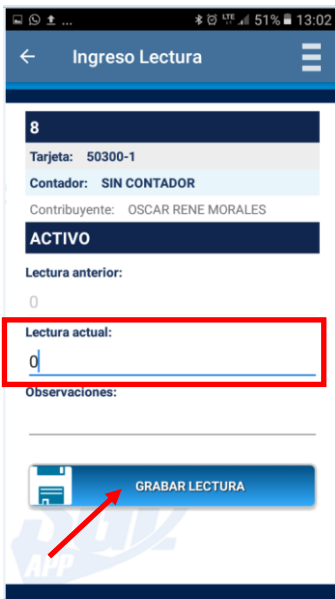 ... LTE 51% 13:02
Ingreso Lectura
8
Tarjeta: 50300-1
Contador: SIN CONTADOR
Contribuyente: OSCAR RENE MORALES
ACTIVO
Lectura anterior:
0
Lectura actual:
0
Observaciones:
GRABAR LECTURA
APP